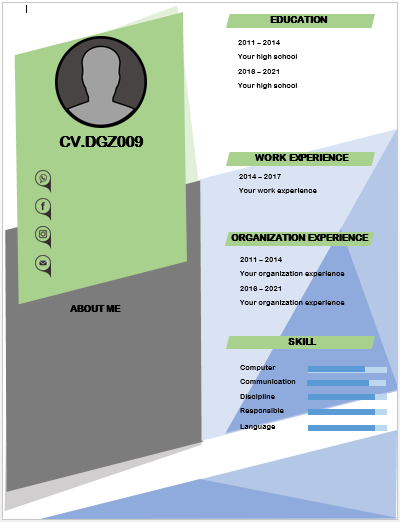 CV.DGZ009
ABOUT ME
EDUCATION
2011 – 2014
Your high school
2016 – 2021
Your high school
WORK EXPERIENCE
2014 – 2017
Your work experience
ORGANIZATION EXPERIENCE
2011 – 2014
Your organization experience
2016 – 2021
Your organization experience
SKILL
Computer
Communication
Discipline
Responsible
Language